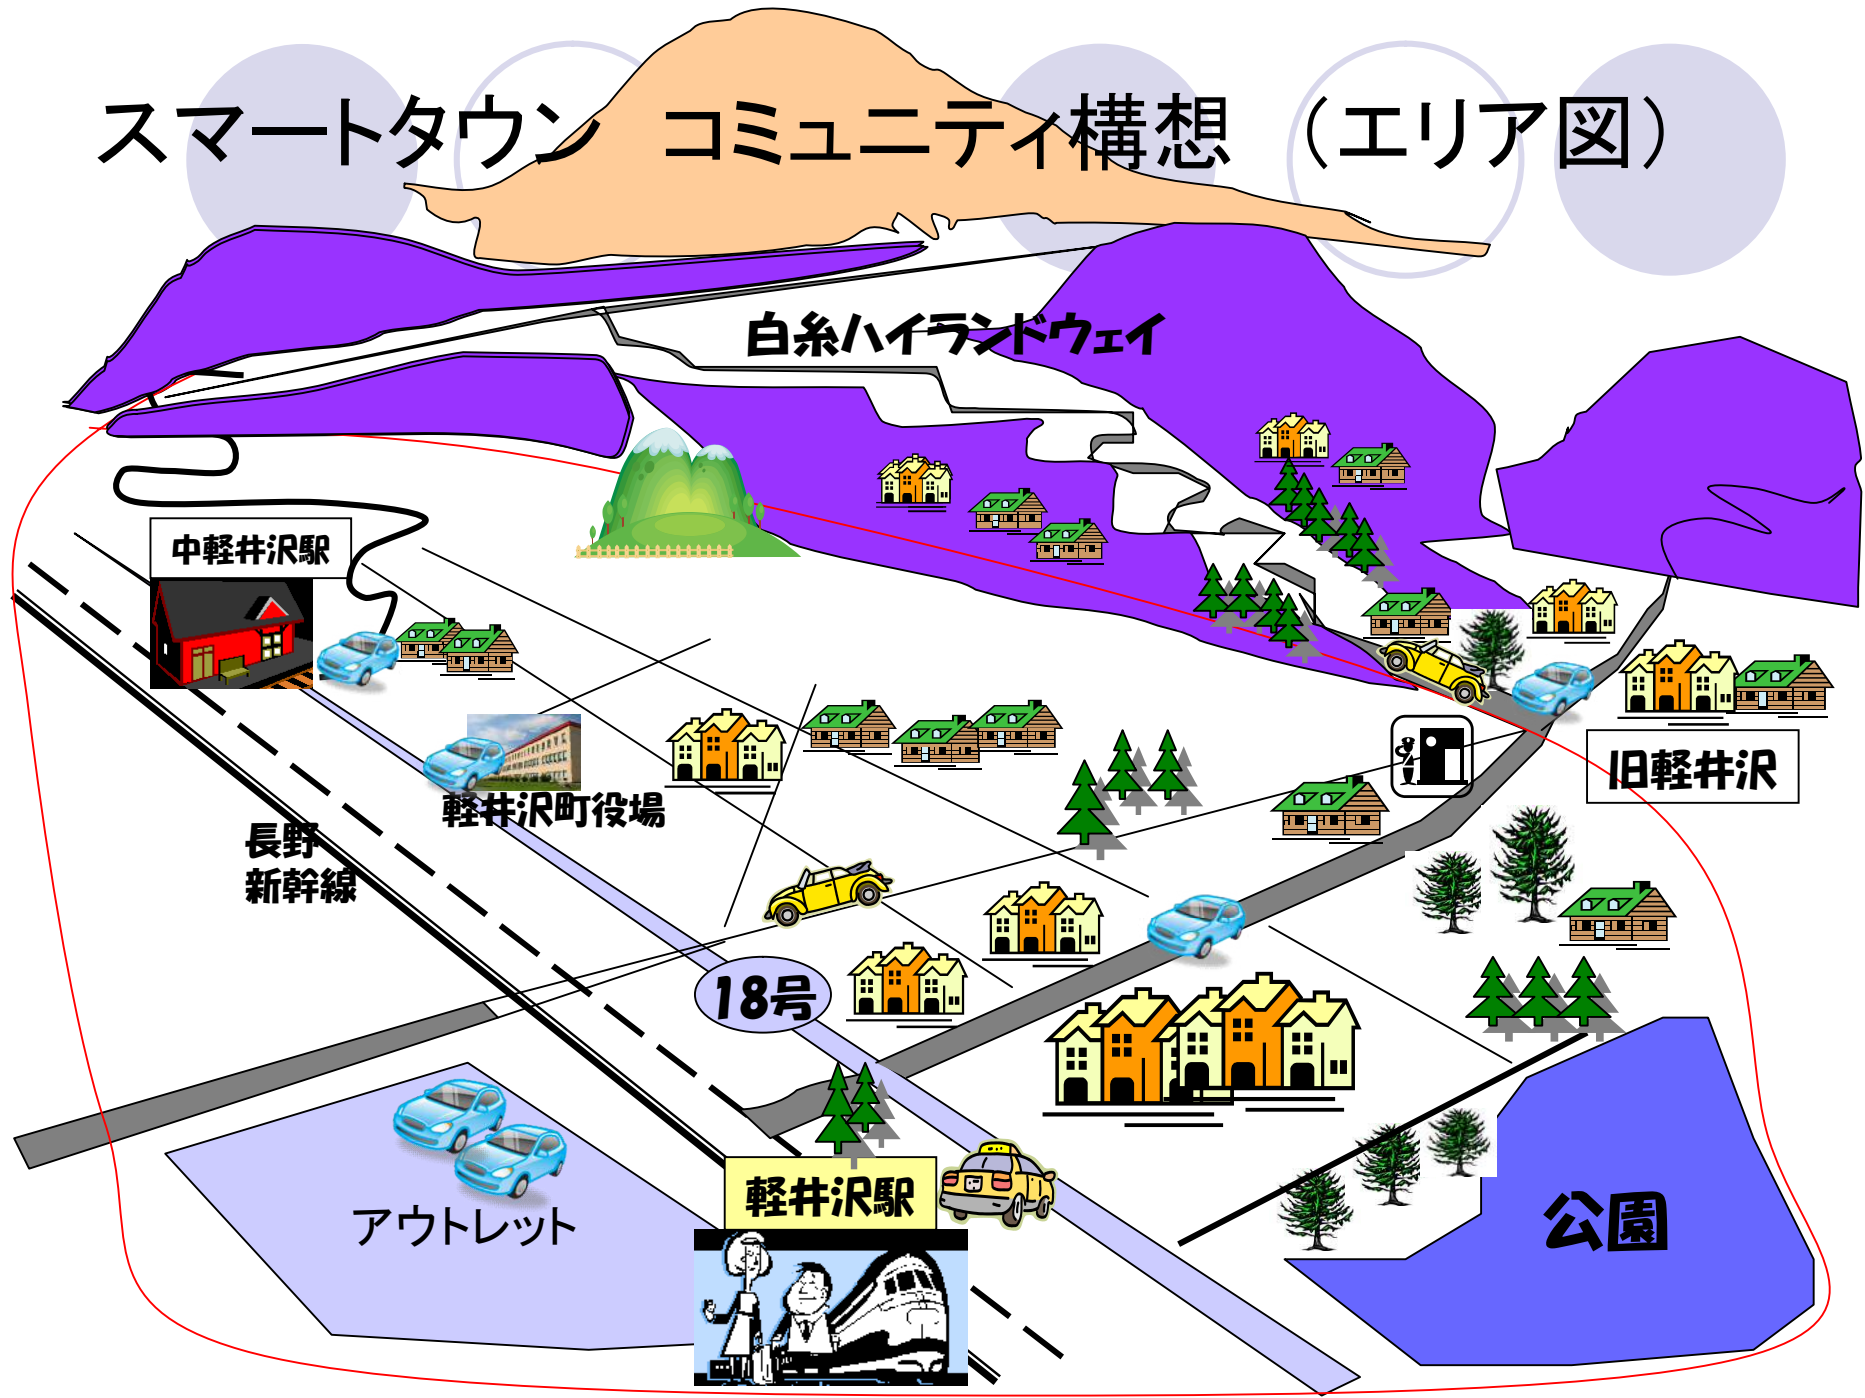 スマートタウン　コミュニティ構想　（エリア図）
白糸ハイランドウェイ
中軽井沢駅
旧軽井沢
軽井沢町役場
長野
新幹線
18号
軽井沢駅
アウトレット
公園